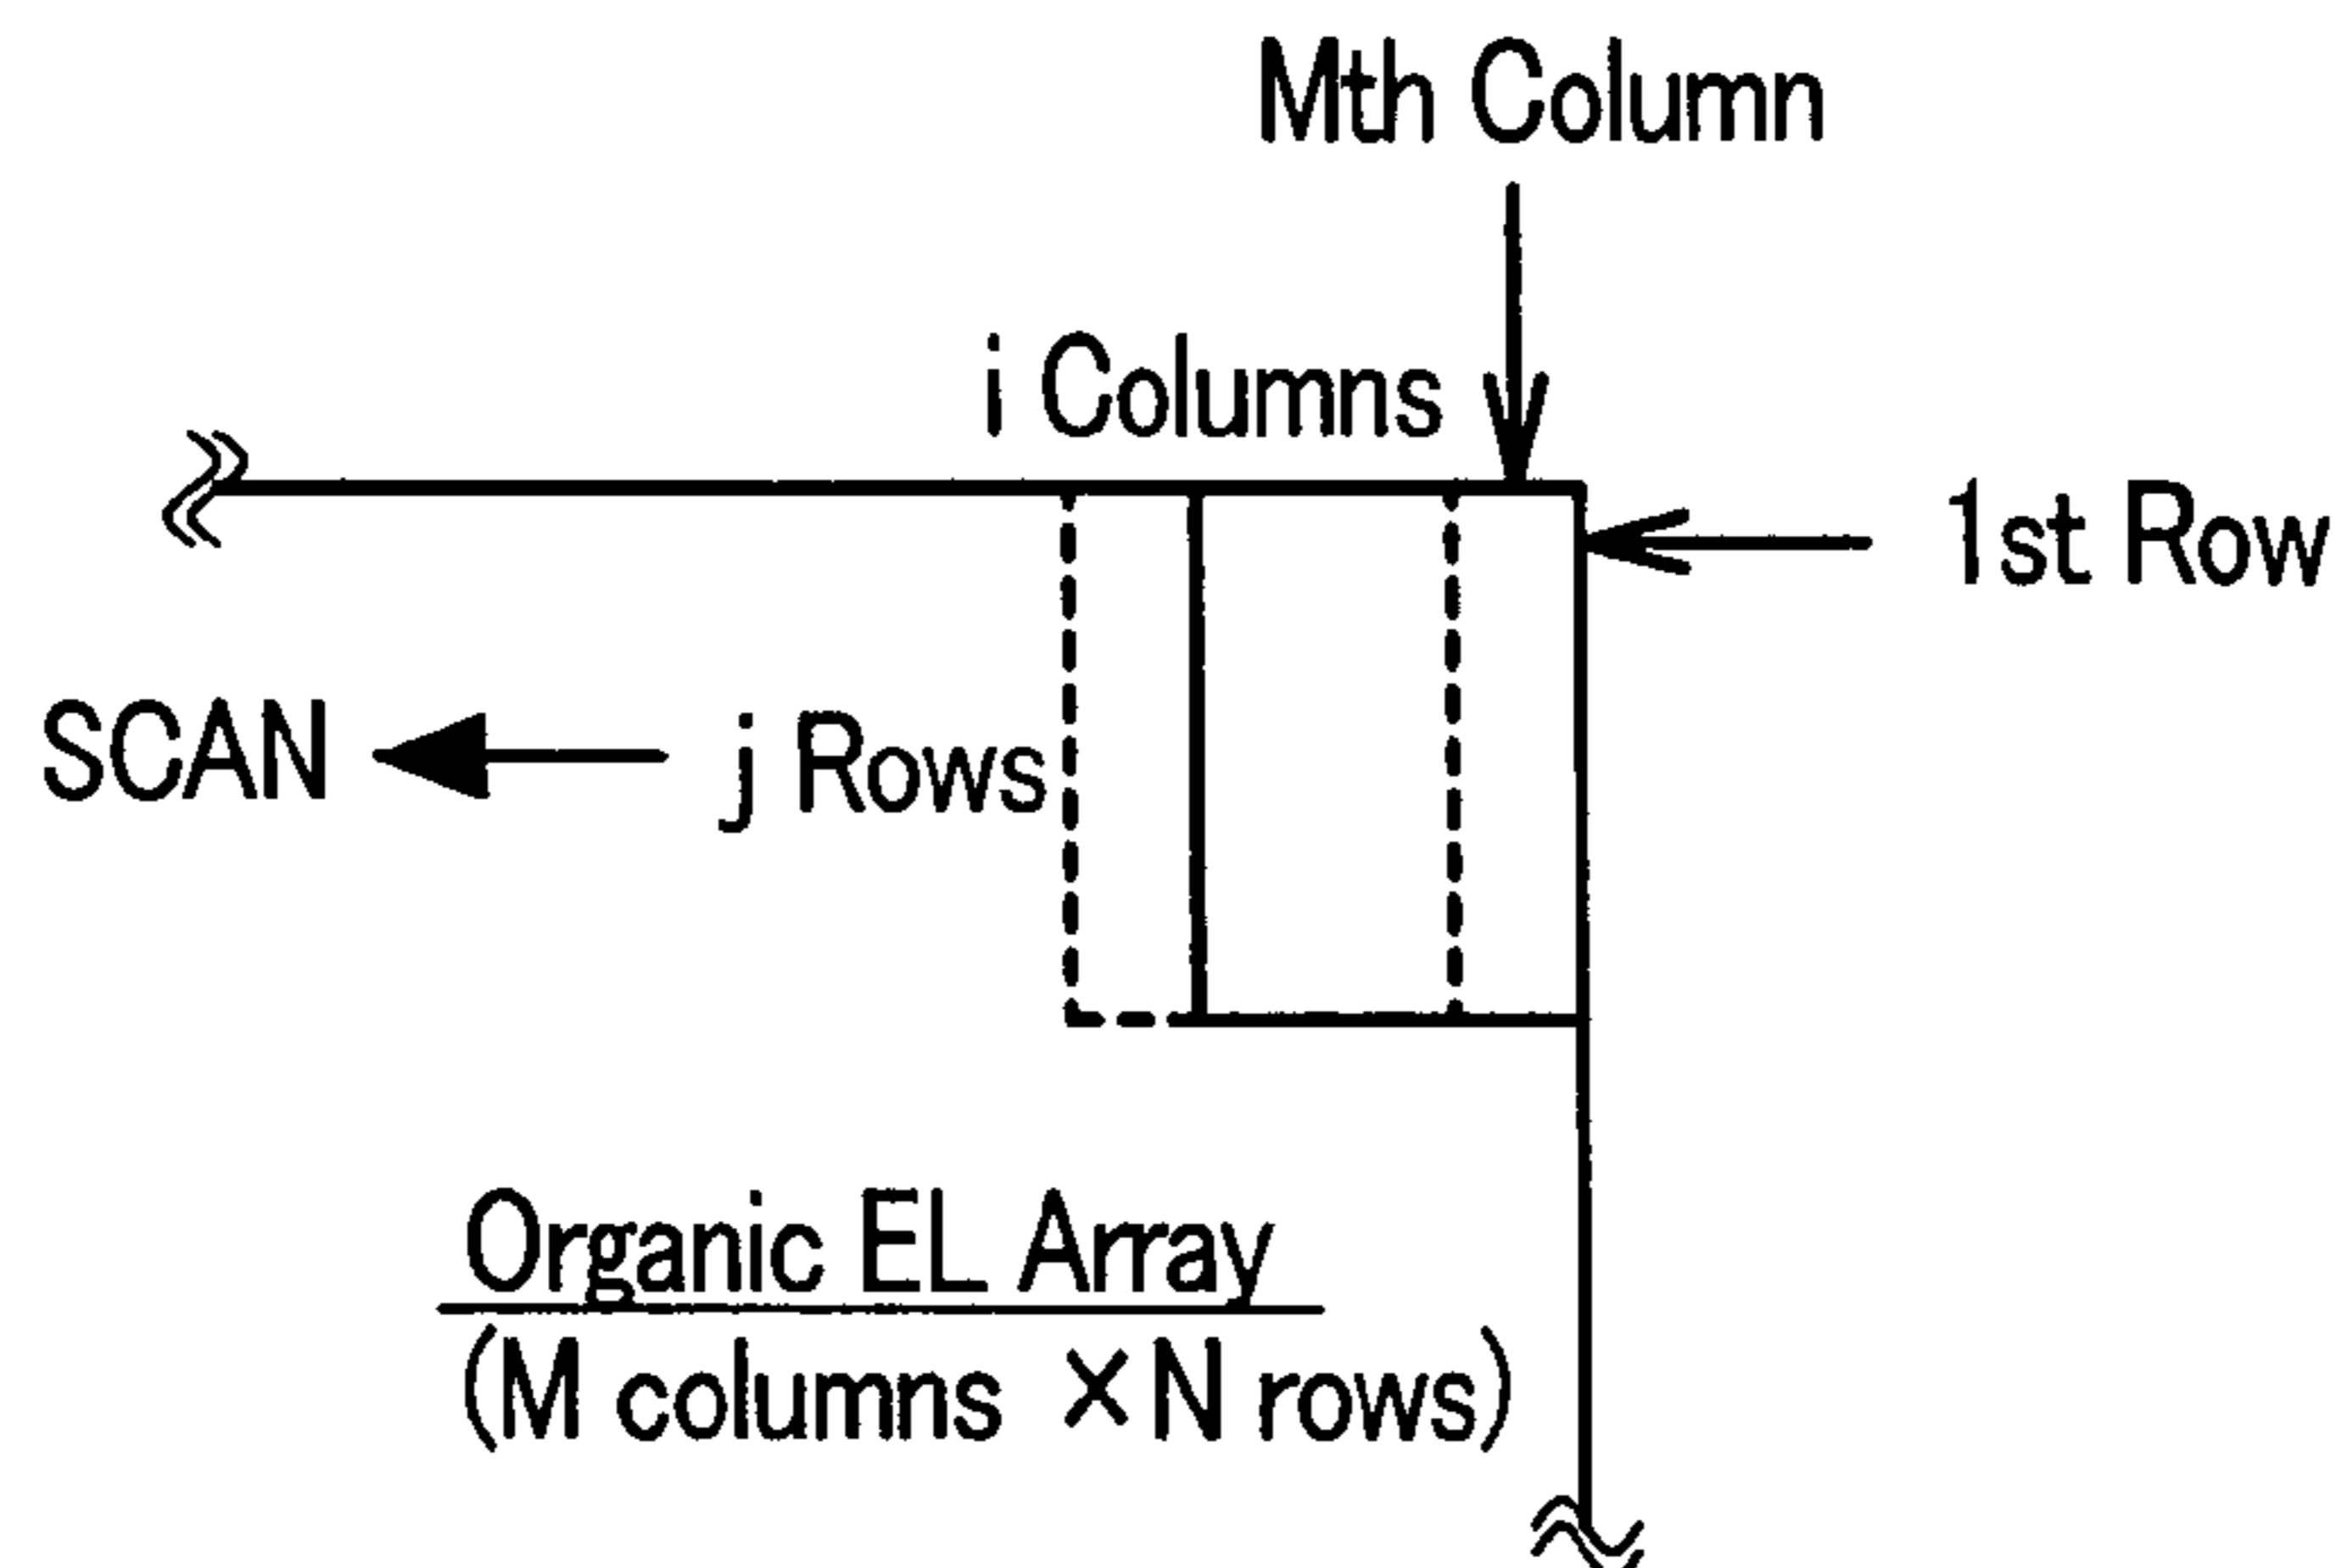 Mth Column
i Columns
1st Row
SCAN
j Rows
Organic EL Array
(M columns ×N rows)